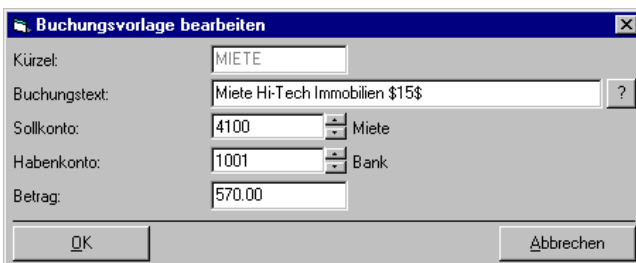 Buchungsvorlage bearbeiten
Kürzel: MIETE
Buchungstext: Miete Hi-Tech Immobilien $15$ ?
Sollkonto: 4100 Miete
Habenkonto: 1001 Bank
Betrag: 570.00
OK Abbrechen